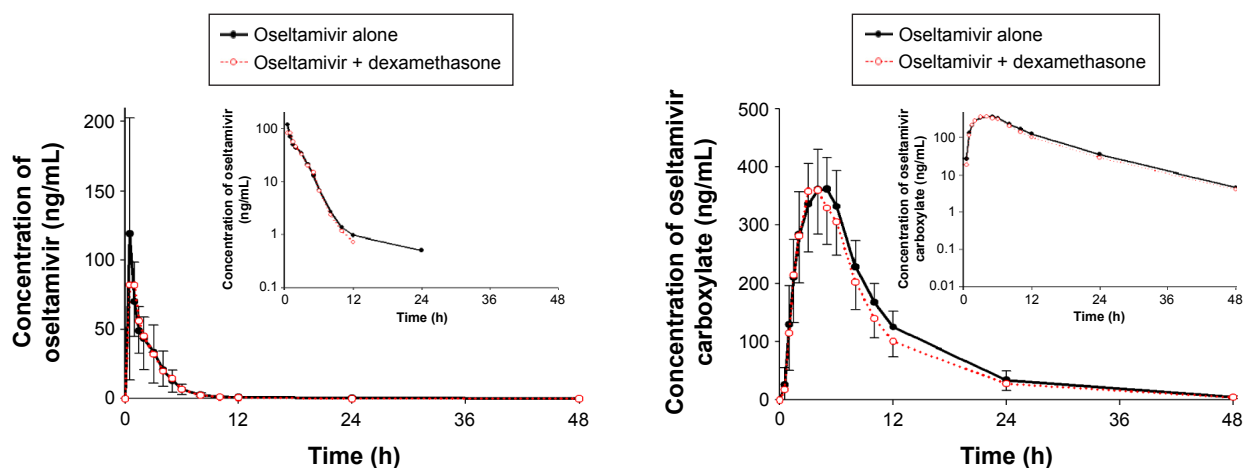 Oseltamivir alone
Oseltamivir + dexamethasone
Concentration of
oseltamivir (ng/mL)
200
150
100
50
0
0
12
24
36
48
Time (h)
Concentration of oseltamivir
(ng/mL)
100
10
1
0.1
0
12
24
36
48
Time (h)
Oseltamivir alone
Oseltamivir + dexamethasone
Concentration of oseltamivir
carboxylate (ng/mL)
500
400
300
200
100
0
0
12
24
36
48
Time (h)
Concentration of oseltamivir
carboxylate (ng/mL)
100
10
1
0.1
0.01
0
12
24
36
48
Time (h)